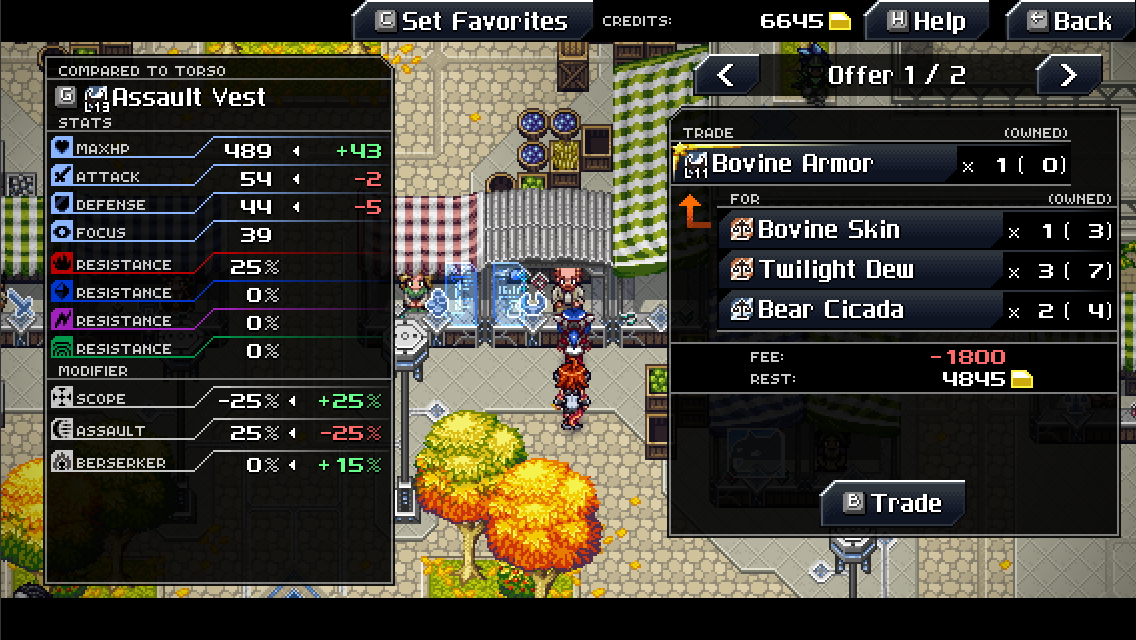 C Set Favorites
CREDITS: 6645
H Help
Back
COMPARED TO TORSO
G L13 Assault Vest
STATS
MAXHP 489 +43
ATTACK 54 -2
DEFENSE 44 -5
FOCUS 39
RESISTANCE 25%
RESISTANCE 0%
RESISTANCE 0%
RESISTANCE 0%
MODIFIER
SCOPE -25% +25%
ASSAULT 25% -25%
BERSERKER 0% +15%
< Offer 1 / 2 >
TRADE (OWNED)
L11 Bovine Armor x 1 ( 0)
FOR (OWNED)
Bovine Skin x 1 ( 3)
Twilight Dew x 3 ( 7)
Bear Cicada x 2 ( 4)
FEE: -1800
REST: 4845
B Trade